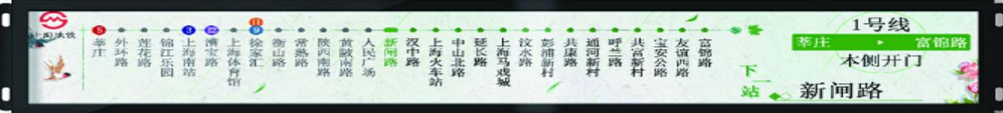 上海地铁
5
3
12
11
9
莘庄
外环路
莲花路
锦江乐园
上海南站
漕宝路
上海体育馆
徐家汇
衡山路
常熟路
陕西南路
黄陂南路
人民广场
新闸路
汉中路
上海火车站
中山北路
延长路
上海马戏城
汶水路
彭浦新村
共康路
通河新村
呼兰路
共富新村
宝安公路
友谊西路
富锦路
1号线
莘庄 富锦路
本侧开门
下一站
新闸路